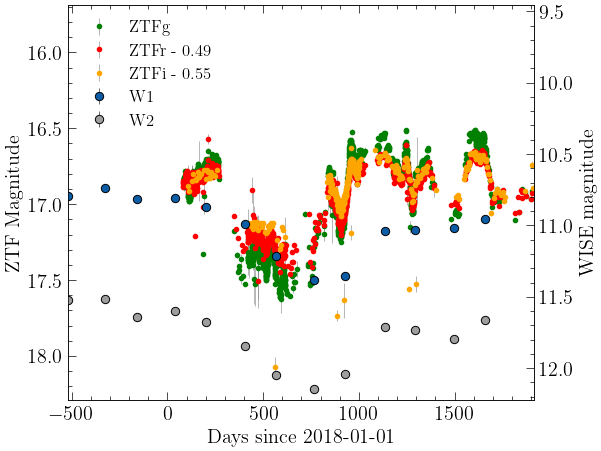 ZTFg
ZTFr - 0.49
ZTFi - 0.55
W1
W2
16.0
16.5
17.0
17.5
18.0
ZTF Magnitude
9.5
10.0
10.5
11.0
11.5
12.0
WISE magnitude
−500 0 500 1000 1500
Days since 2018-01-01